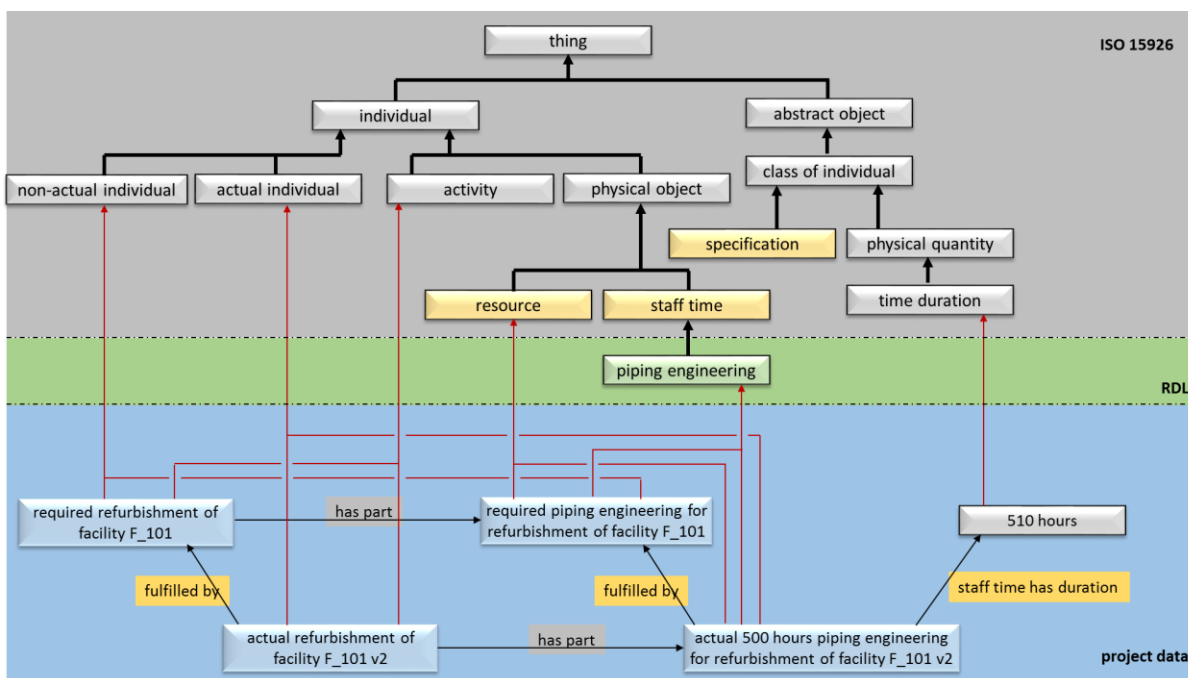 thing
ISO 15926
individual
abstract object
non-actual individual
actual individual
activity
physical object
class of individual
specification
physical quantity
resource
staff time
time duration
piping engineering
RDL
required refurbishment of
facility F_101
has part
required piping engineering for
refurbishment of facility F_101
510 hours
fulfilled by
fulfilled by
staff time has duration
actual refurbishment of
facility F_101 v2
has part
actual 500 hours piping engineering
for refurbishment of facility F_101 v2
project data